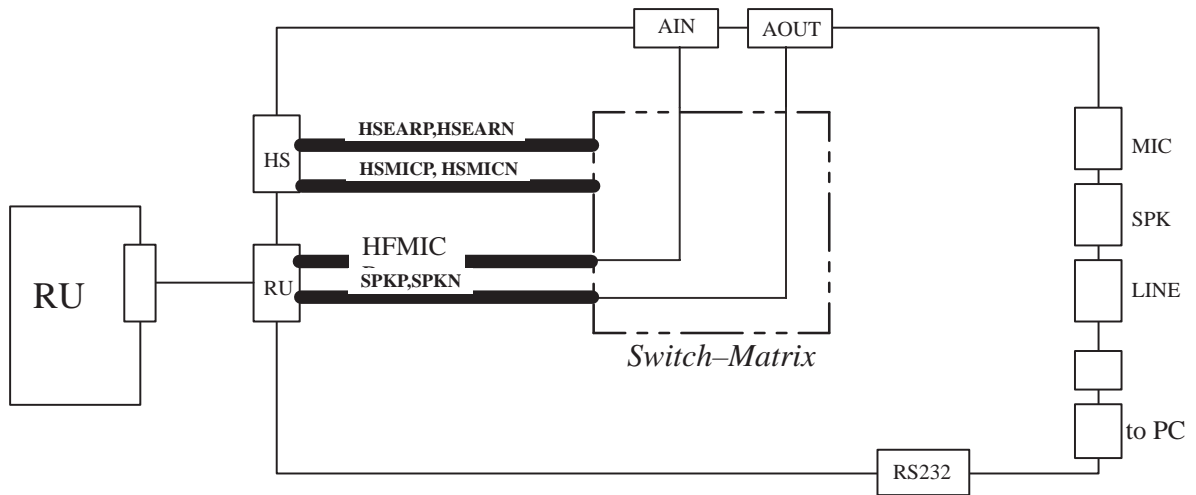 AIN
AOUT
HSEARP,HSEARN
HS
HSMICP, HSMICN
MIC
SPK
HFMIC
SPKP,SPKN
RU
RU
LINE
Switch–Matrix
to PC
RS232